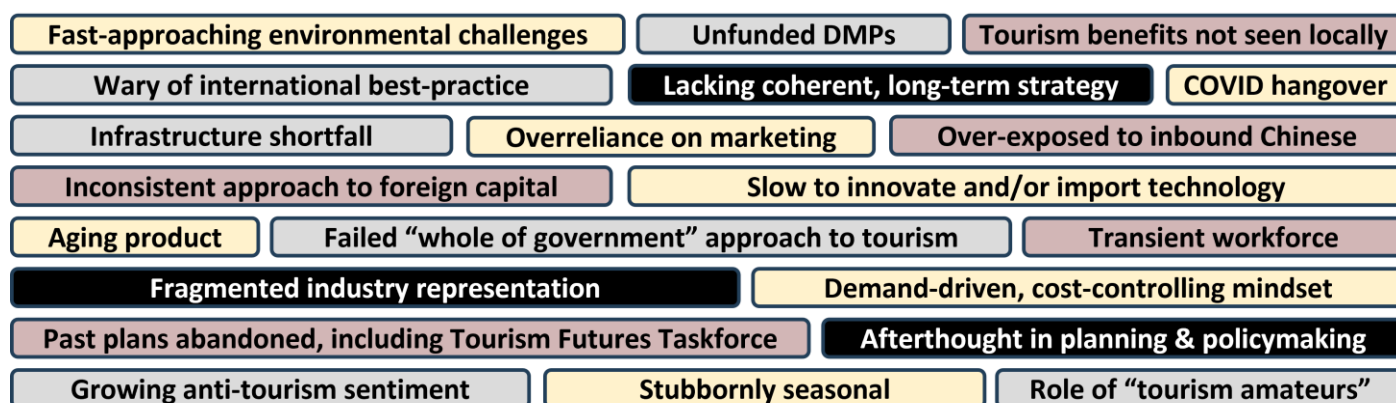 Fast-approaching environmental challenges
Unfunded DMPs
Tourism benefits not seen locally
Wary of international best-practice
Lacking coherent, long-term strategy
COVID hangover
Infrastructure shortfall
Overreliance on marketing
Over-exposed to inbound Chinese
Inconsistent approach to foreign capital
Slow to innovate and/or import technology
Aging product
Failed “whole of government” approach to tourism
Transient workforce
Fragmented industry representation
Demand-driven, cost-controlling mindset
Past plans abandoned, including Tourism Futures Taskforce
Afterthought in planning & policymaking
Growing anti-tourism sentiment
Stubbornly seasonal
Role of “tourism amateurs”